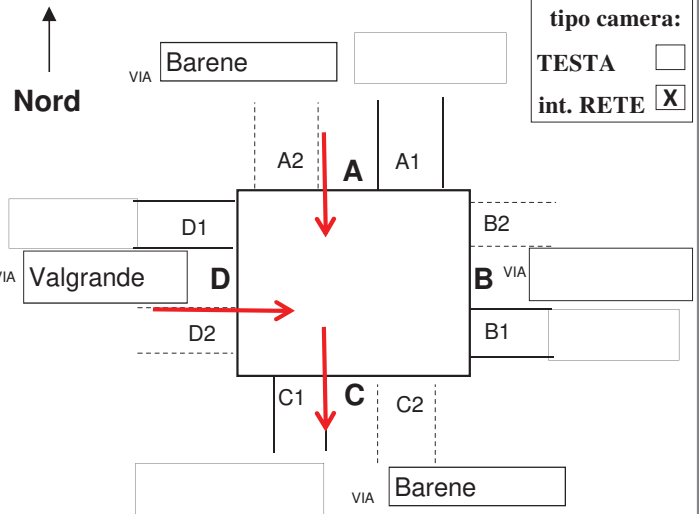 tipo camera:
TESTA
int. RETE X
Nord
VIA Barene
A2 A A1
D1 B2
VIA Valgrande D B VIA
D2 B1
C1 C C2
VIA Barene